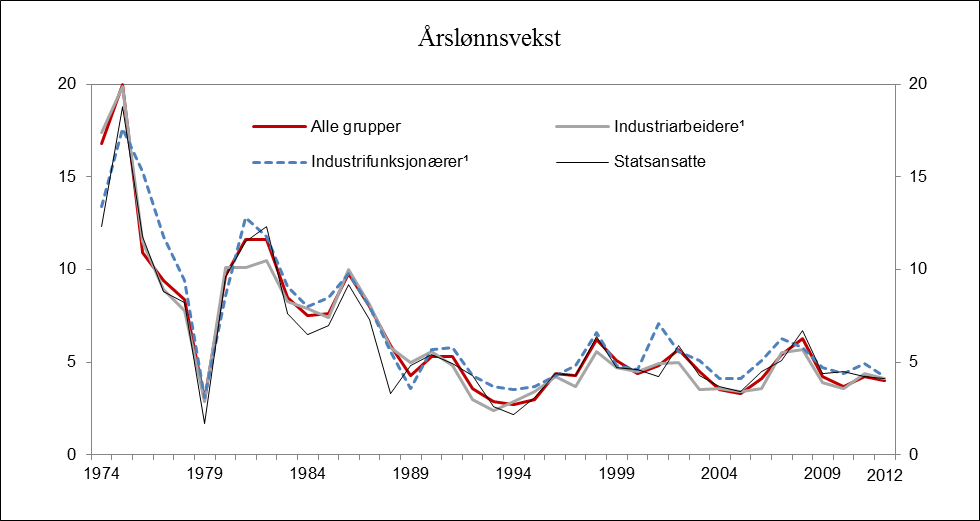 Årslønnsvekst
20 20
Alle grupper Industriarbeidere¹
Industrifunksjonærer¹ Statsansatte
15 15
10 10
5 5
0 0
1974 1979 1984 1989 1994 1999 2004 2009 2012